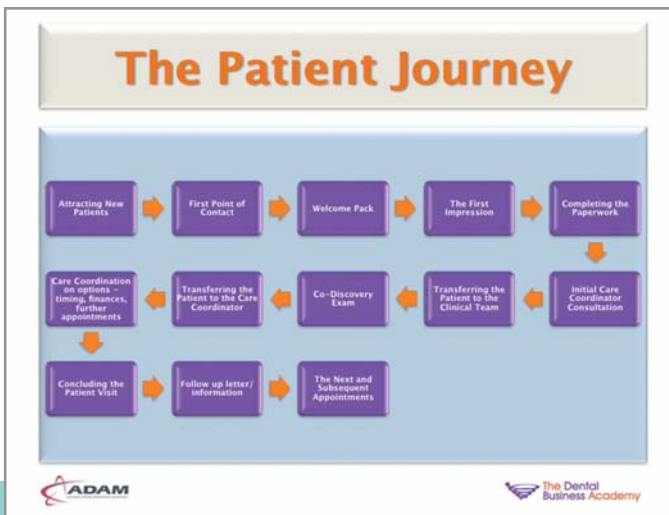 The Patient Journey
Attracting New
Patients
First Point of
Contact
Welcome Pack
The First
Impression
Completing the
Paperwork
Initial Care
Coordinator
Consultation
Transferring the
Patient to the
Clinical Team
Co-Discovery
Exam
Transferring the
Patient to the Care
Coordinator
Care Coordination
on options –
timing, finances,
further
appointments
Concluding the
Patient Visit
Follow up letter/
information
The Next and
Subsequent
Appointments
ADAM
The Dental
Business Academy